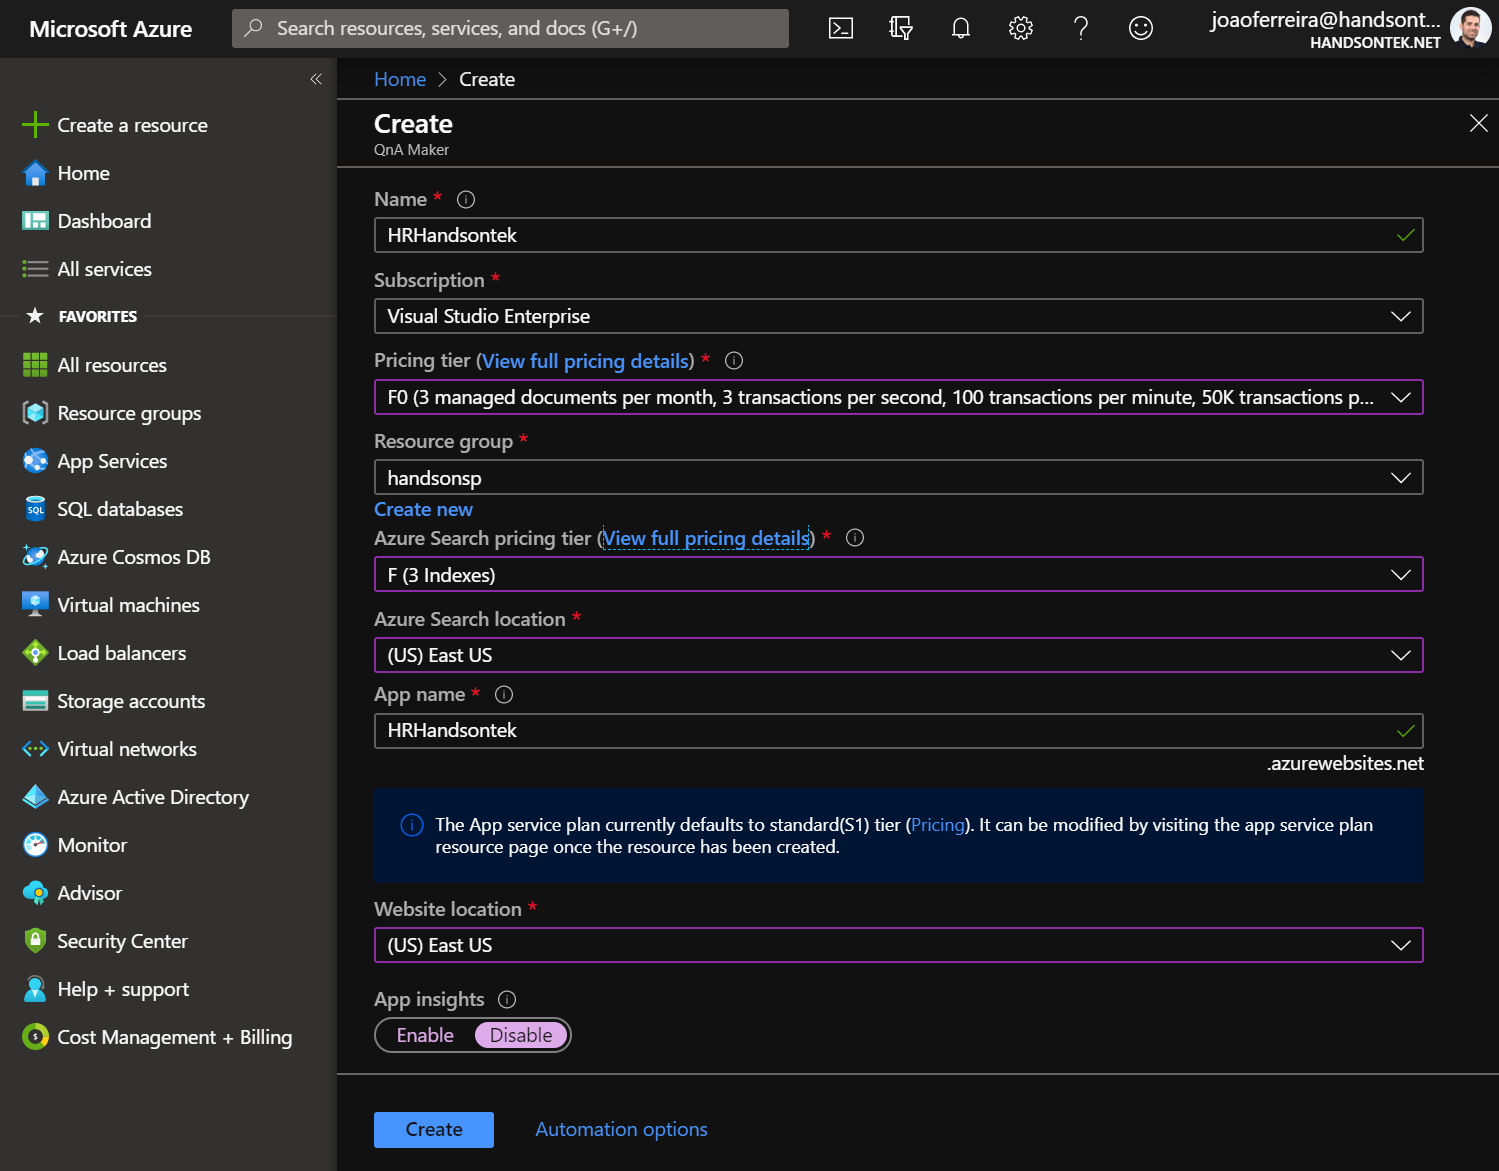 Microsoft Azure
Search resources, services, and docs (G+/)
joaoferreira@handsont...
HANDSONTEK.NET
Create a resource
Home
Dashboard
All services
FAVORITES
All resources
Resource groups
App Services
SQL
SQL databases
Azure Cosmos DB
Virtual machines
Load balancers
Storage accounts
Virtual networks
Azure Active Directory
Monitor
Advisor
Security Center
Help + support
$
Cost Management + Billing
Home > Create
Create
QnA Maker
Name *
HRHandsontek
Subscription *
Visual Studio Enterprise
Pricing tier (View full pricing details) *
F0 (3 managed documents per month, 3 transactions per second, 100 transactions per minute, 50K transactions p...
Resource group *
handsonsp
Create new
Azure Search pricing tier (View full pricing details) *
F (3 Indexes)
Azure Search location *
(US) East US
App name *
HRHandsontek
.azurewebsites.net
The App service plan currently defaults to standard(S1) tier (Pricing). It can be modified by visiting the app service plan
resource page once the resource has been created.
Website location *
(US) East US
App insights
Enable Disable
Create
Automation options